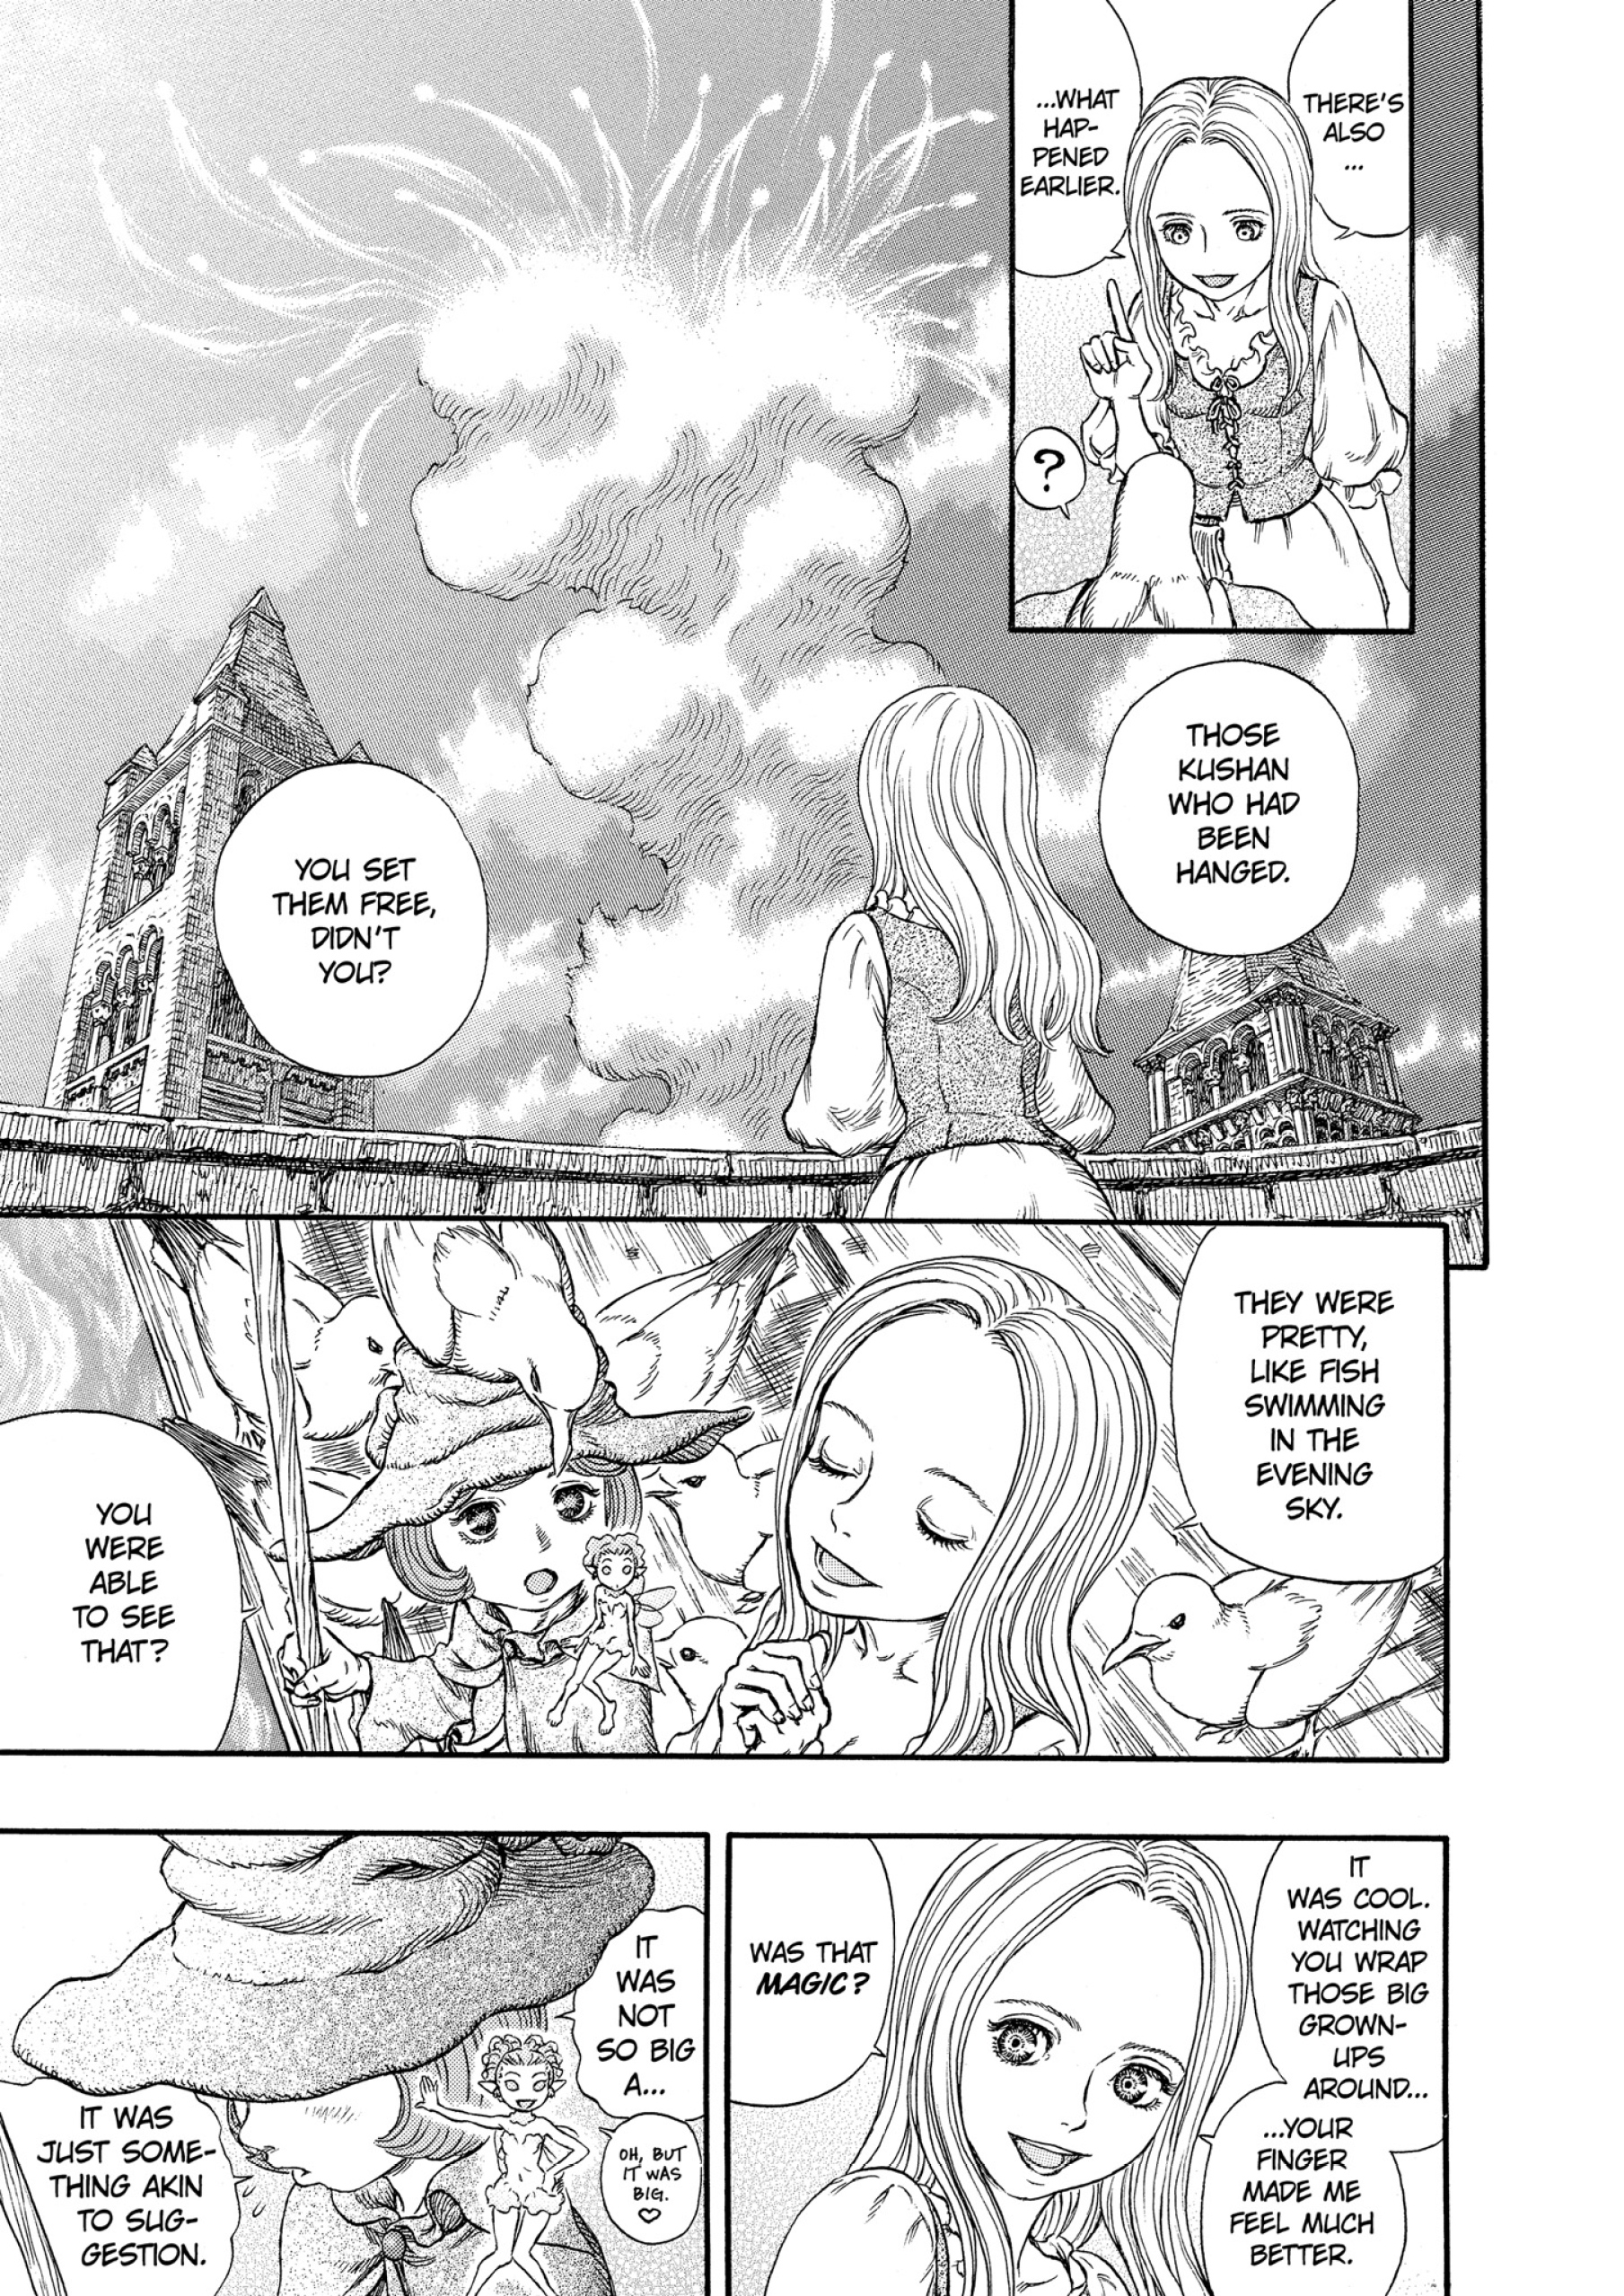 THERE'S
ALSO
...
...WHAT
HAP-
PENED
EARLIER.
?
THOSE
KUSHAN
WHO HAD
BEEN
HANGED.
YOU SET
THEM FREE,
DIDN'T
YOU?
THEY WERE
PRETTY,
LIKE FISH
SWIMMING
IN THE
EVENING
SKY.
YOU
WERE
ABLE
TO SEE
THAT?
IT
WAS COOL.
WATCHING
YOU WRAP
THOSE BIG
GROWN-
UPS
AROUND...
...YOUR
FINGER
MADE ME
FEEL MUCH
BETTER.
WAS THAT
MAGIC?
IT
WAS
NOT
SO BIG
A...
OH, BUT
IT WAS
BIG.
♡
IT WAS
JUST SOME-
THING AKIN
TO SUG-
GESTION.